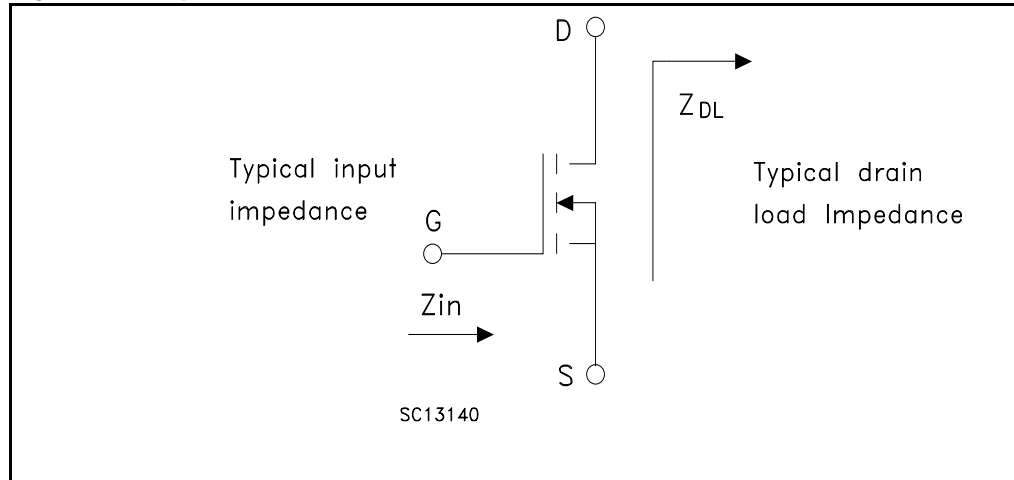 D
Z DL
Typical input
impedance
Typical drain
load Impedance
G
Zin
S
SC13140